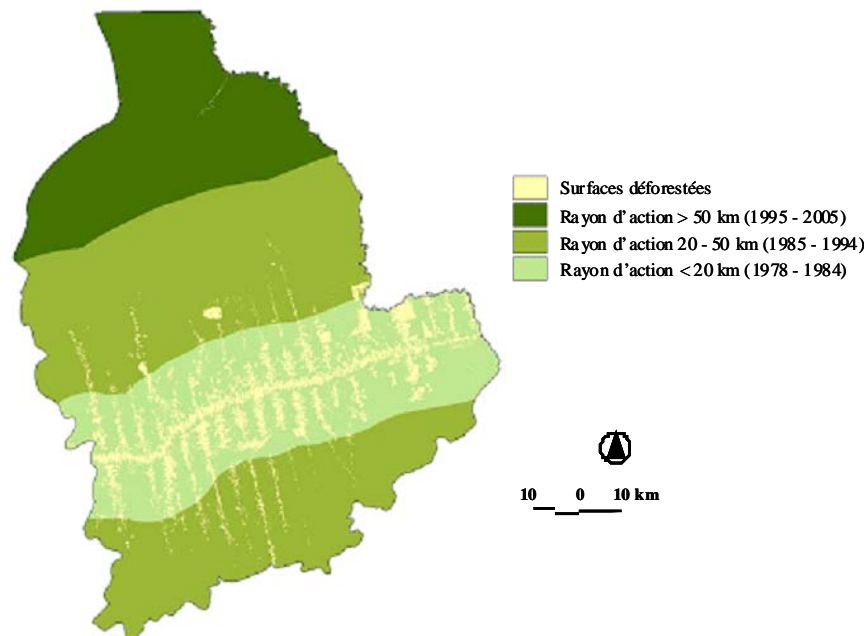 Surfaces déforestées
Rayon d'action > 50 km (1995 - 2005)
Rayon d'action 20 - 50 km (1985 - 1994)
Rayon d'action < 20 km (1978 - 1984)
10 0 10 km